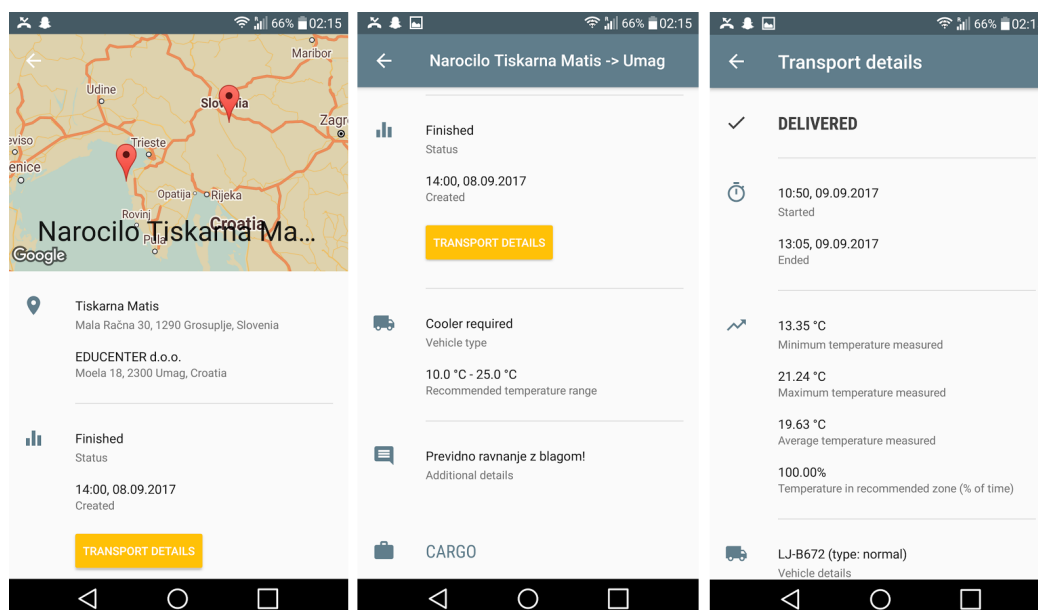 66% 02:15
Maribor
Udine
Slovenia
Zagr
eviso
Trieste
enice
Opatija
Rijeka
Rovinj
Croatia
Pula
Narocilo Tiskarna Ma...
Google
Tiskarna Matis
Mala Račna 30, 1290 Grosuplje, Slovenia
EDUCENTER d.o.o.
Moela 18, 2300 Umag, Croatia
Finished
Status
14:00, 08.09.2017
Created
TRANSPORT DETAILS
66% 02:15
Narocilo Tiskarna Matis -> Umag
Finished
Status
14:00, 08.09.2017
Created
TRANSPORT DETAILS
Cooler required
Vehicle type
10.0 °C - 25.0 °C
Recommended temperature range
Previdno ravnanje z blagom!
Additional details
CARGO
66% 02:1
Transport details
DELIVERED
10:50, 09.09.2017
Started
13:05, 09.09.2017
Ended
13.35 °C
Minimum temperature measured
21.24 °C
Maximum temperature measured
19.63 °C
Average temperature measured
100.00%
Temperature in recommended zone (% of time)
LJ-B672 (type: normal)
Vehicle details